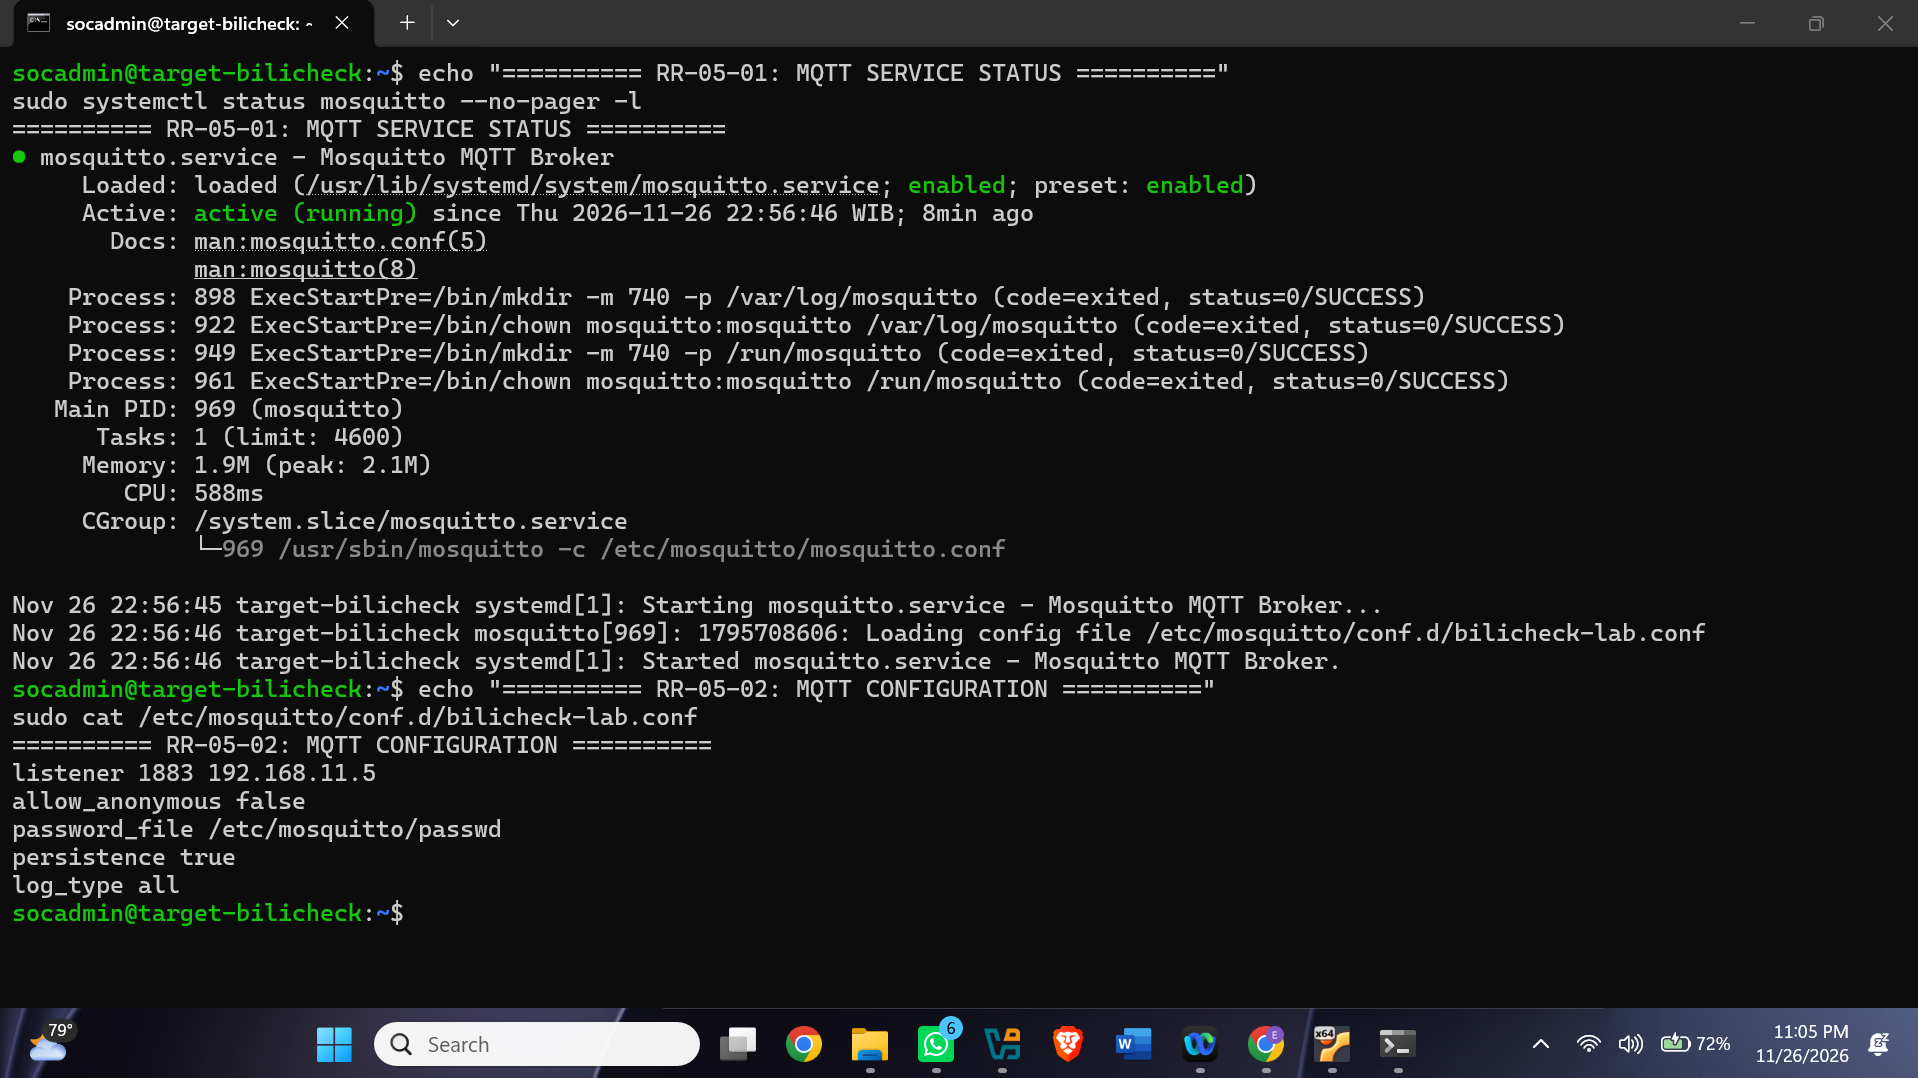 socadmin@target-bilicheck: ~
socadmin@target-bilicheck:~$ echo "========== RR-05-01: MQTT SERVICE STATUS =========="
sudo systemctl status mosquitto --no-pager -l
========== RR-05-01: MQTT SERVICE STATUS ==========
● mosquitto.service - Mosquitto MQTT Broker
Loaded: loaded (/usr/lib/systemd/system/mosquitto.service; enabled; preset: enabled)
Active: active (running) since Thu 2026-11-26 22:56:46 WIB; 8min ago
Docs: man:mosquitto.conf(5)
man:mosquitto(8)
Process: 898 ExecStartPre=/bin/mkdir -m 740 -p /var/log/mosquitto (code=exited, status=0/SUCCESS)
Process: 922 ExecStartPre=/bin/chown mosquitto:mosquitto /var/log/mosquitto (code=exited, status=0/SUCCESS)
Process: 949 ExecStartPre=/bin/mkdir -m 740 -p /run/mosquitto (code=exited, status=0/SUCCESS)
Process: 961 ExecStartPre=/bin/chown mosquitto:mosquitto /run/mosquitto (code=exited, status=0/SUCCESS)
Main PID: 969 (mosquitto)
Tasks: 1 (limit: 4600)
Memory: 1.9M (peak: 2.1M)
CPU: 588ms
CGroup: /system.slice/mosquitto.service
└─969 /usr/sbin/mosquitto -c /etc/mosquitto/mosquitto.conf
Nov 26 22:56:45 target-bilicheck systemd[1]: Starting mosquitto.service - Mosquitto MQTT Broker...
Nov 26 22:56:46 target-bilicheck mosquitto[969]: 1795708606: Loading config file /etc/mosquitto/conf.d/bilicheck-lab.conf
Nov 26 22:56:46 target-bilicheck systemd[1]: Started mosquitto.service - Mosquitto MQTT Broker.
socadmin@target-bilicheck:~$ echo "========== RR-05-02: MQTT CONFIGURATION =========="
sudo cat /etc/mosquitto/conf.d/bilicheck-lab.conf
========== RR-05-02: MQTT CONFIGURATION ==========
listener 1883 192.168.11.5
allow_anonymous false
password_file /etc/mosquitto/passwd
persistence true
log_type all
socadmin@target-bilicheck:~$
79°
Search
6
W
E
x64
72%
11:05 PM
11/26/2026